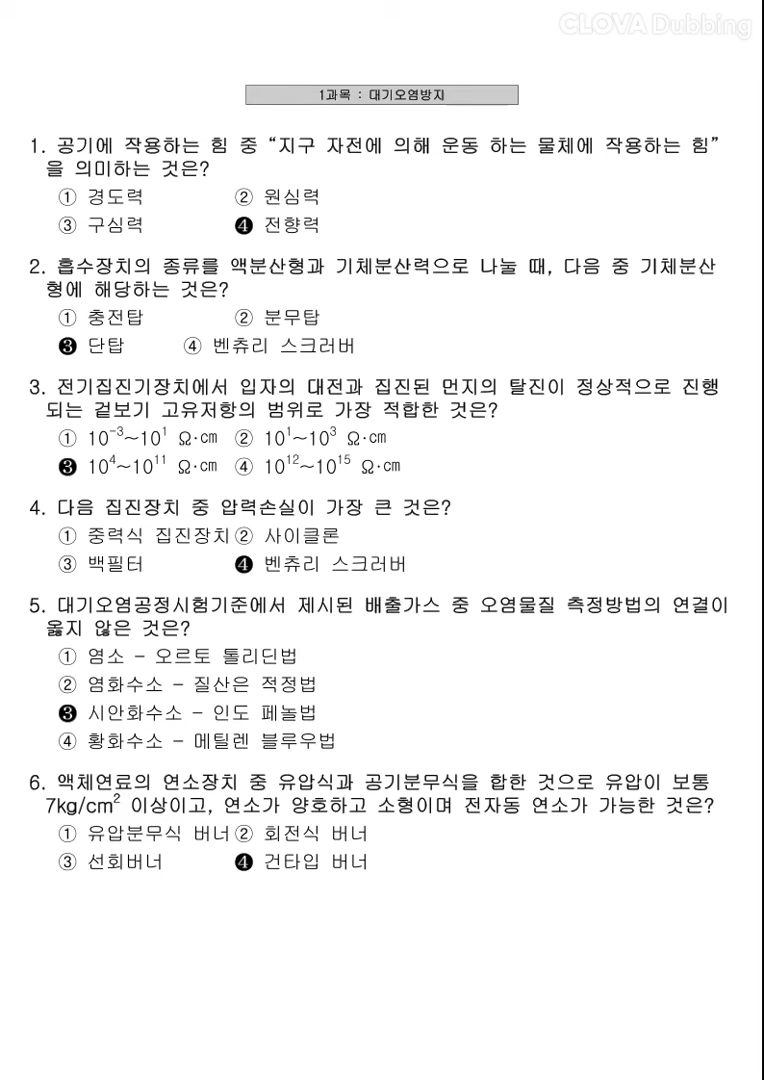 CLOVA Dubbing
1과목 : 대기오염방지
1. 공기에 작용하는 힘 중 “지구 자전에 의해 운동 하는 물체에 작용하는 힘”
을 의미하는 것은?
① 경도력 ② 원심력
③ 구심력 ❹ 전향력
2. 흡수장치의 종류를 액분산형과 기체분산력으로 나눌 때, 다음 중 기체분산
형에 해당하는 것은?
① 충전탑 ② 분무탑
❸ 단탑 ④ 벤츄리 스크러버
3. 전기집진기장치에서 입자의 대전과 집진된 먼지의 탈진이 정상적으로 진행
되는 겉보기 고유저항의 범위로 가장 적합한 것은?
① 10⁻³~10¹ Ω·cm ② 10¹~10³ Ω·cm
❸ 10⁴~10¹¹ Ω·cm ④ 10¹²~10¹⁵ Ω·cm
4. 다음 집진장치 중 압력손실이 가장 큰 것은?
① 중력식 집진장치 ② 사이클론
③ 백필터 ❹ 벤츄리 스크러버
5. 대기오염공정시험기준에서 제시된 배출가스 중 오염물질 측정방법의 연결이
옳지 않은 것은?
① 염소 - 오르토 톨리딘법
② 염화수소 - 질산은 적정법
❸ 시안화수소 - 인도 페놀법
④ 황화수소 - 메틸렌 블루우법
6. 액체연료의 연소장치 중 유압식과 공기분무식을 합한 것으로 유압이 보통
7kg/cm² 이상이고, 연소가 양호하고 소형이며 전자동 연소가 가능한 것은?
① 유압분무식 버너 ② 회전식 버너
③ 선회버너 ❹ 건타입 버너